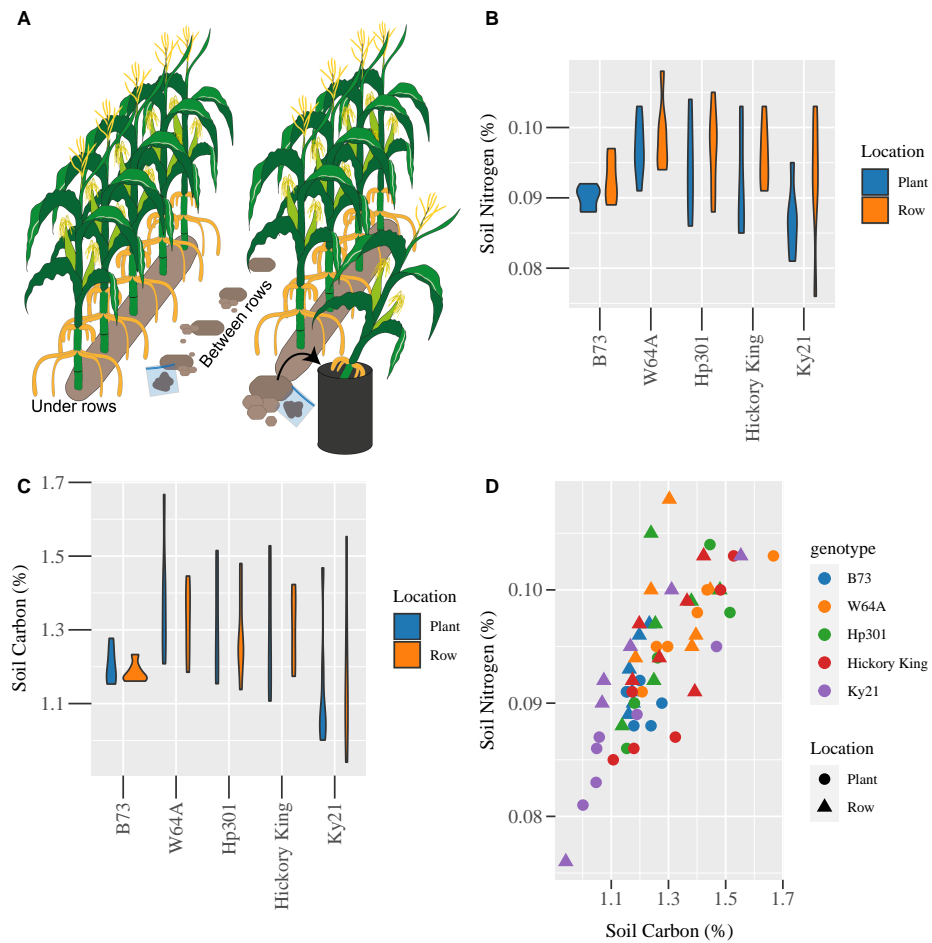 A
Under rows
Between rows
B
Soil Nitrogen (%)
0.10
0.09
0.08
B73
W64A
Hp301
Hickory King
Ky21
Location
Plant
Row
C
Soil Carbon (%)
1.7
1.5
1.3
1.1
B73
W64A
Hp301
Hickory King
Ky21
Location
Plant
Row
D
Soil Nitrogen (%)
0.10
0.09
0.08
1.1 1.3 1.5 1.7
Soil Carbon (%)
genotype
B73
W64A
Hp301
Hickory King
Ky21
Location
Plant
Row